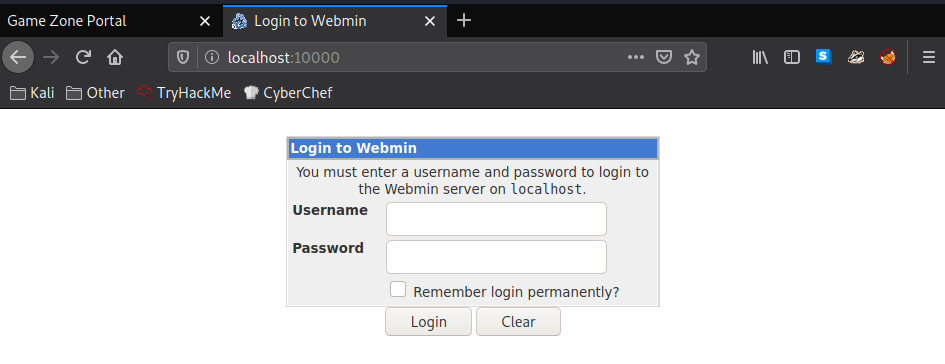 Game Zone Portal
Login to Webmin
localhost:10000
Kali Other TryHackMe CyberChef
Login to Webmin
You must enter a username and password to login to
the Webmin server on localhost.
Username
Password
Remember login permanently?
Login Clear